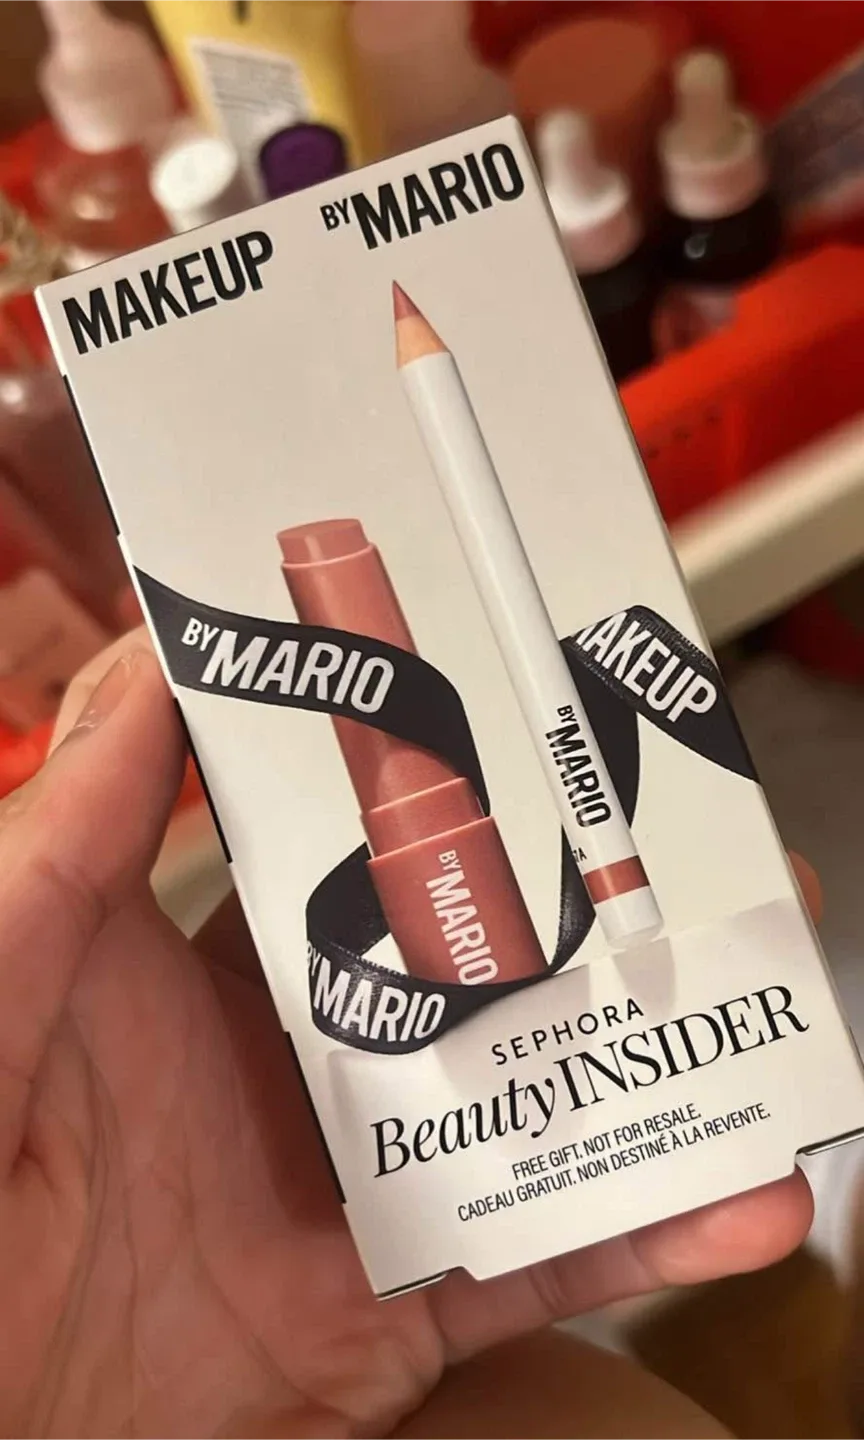 MAKEUP BY MARIO
BY MARIO
MAKEUP
BY MARIO
BY MARIO
MARIO
SEPHORA
Beauty INSIDER
FREE GIFT. NOT FOR RESALE.
CADEAU GRATUIT. NON DESTINÉ À LA REVENTE.